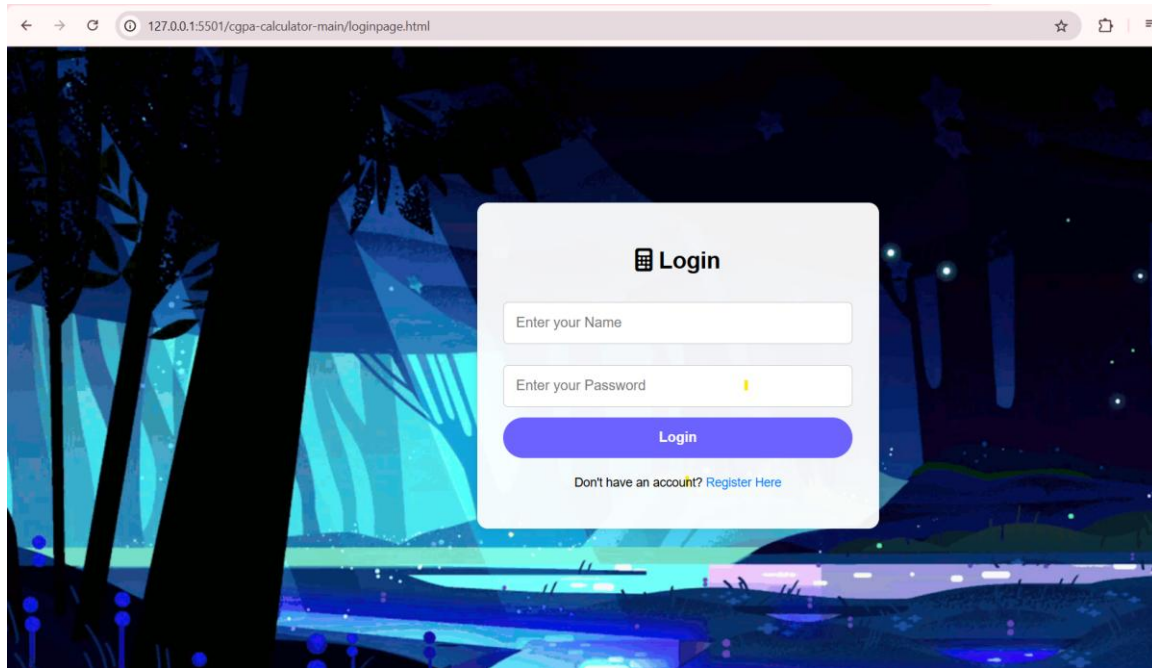 127.0.0.1:5501/cgpa-calculator-main/loginpage.html
Login
Enter your Name
Enter your Password
Login
Don't have an account? Register Here